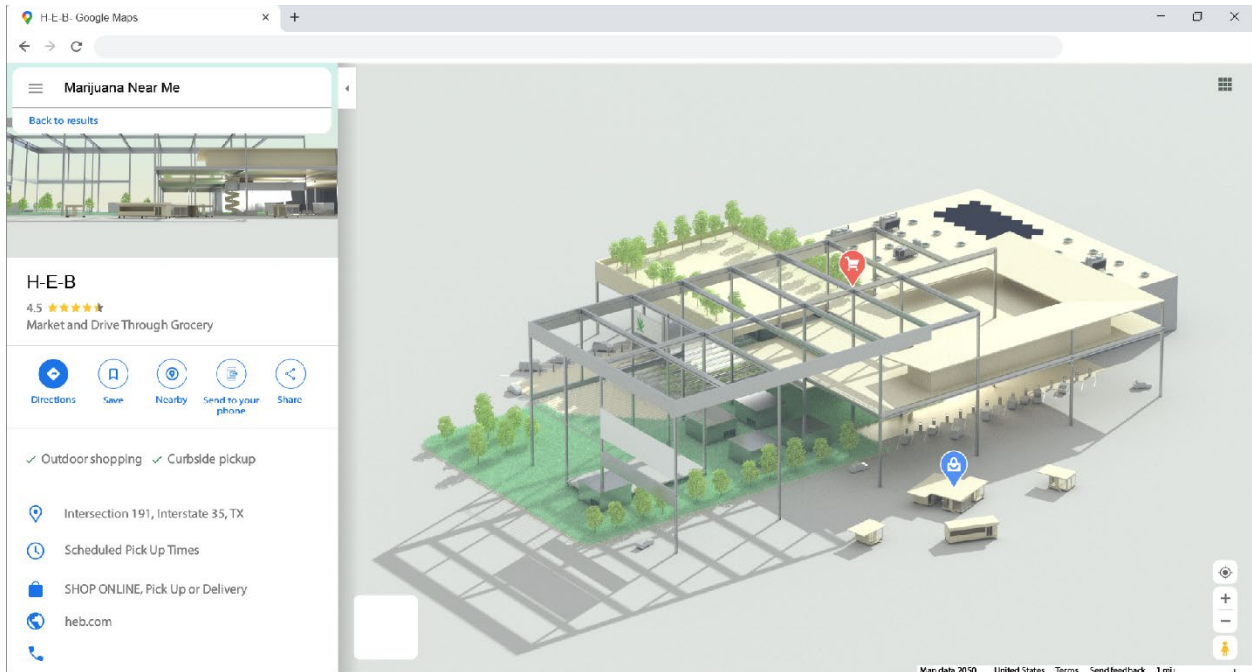 H-E-B- Google Maps
Marijuana Near Me
Back to results
H-E-B
4.5
Market and Drive Through Grocery
Directions Save Nearby Send to your phone Share
Outdoor shopping Curbside pickup
Intersection 191, Interstate 35, TX
Scheduled Pick Up Times
SHOP ONLINE, Pick Up or Delivery
heb.com
Map data 2050 United States Terms Send feedback 1 mi